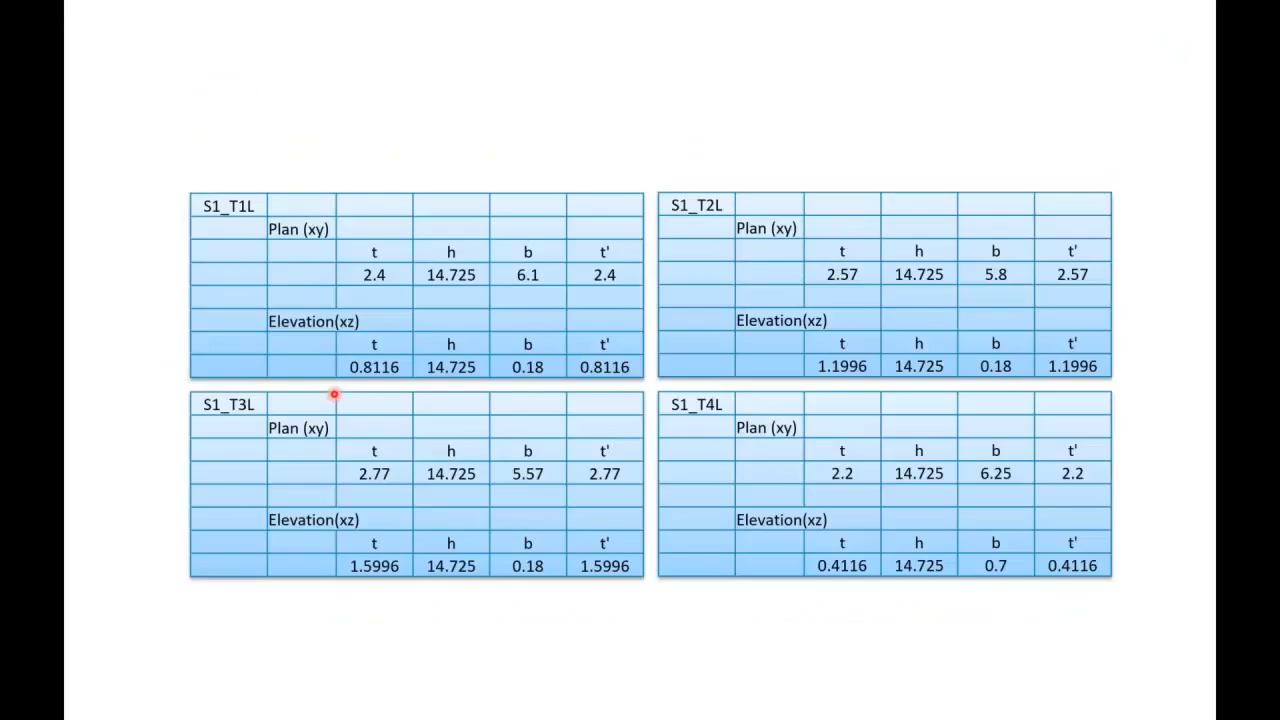 S1_T1L
Plan (xy)
t h b t'
2.4 14.725 6.1 2.4
Elevation(xz)
t h b t'
0.8116 14.725 0.18 0.8116
S1_T2L
Plan (xy)
t h b t'
2.57 14.725 5.8 2.57
Elevation(xz)
t h b t'
1.1996 14.725 0.18 1.1996
S1_T3L
Plan (xy)
t h b t'
2.77 14.725 5.57 2.77
Elevation(xz)
t h b t'
1.5996 14.725 0.18 1.5996
S1_T4L
Plan (xy)
t h b t'
2.2 14.725 6.25 2.2
Elevation(xz)
t h b t'
0.4116 14.725 0.7 0.4116